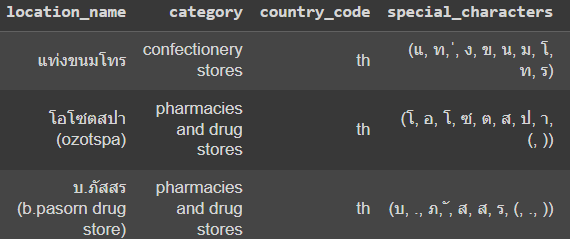 location_name category country_code special_characters
แท่งขนมโทร confectionery stores th (แ, ท, ่, ง, ข, น, ม, โ, ท, ร)
โอโซตสปา (ozotspa) pharmacies and drug stores th (โ, อ, โ, ซ, ต, ส, ป, า, (, ))
บ.ภัสสร (b.pasorn drug store) pharmacies and drug stores th (บ, ., ภ, ั, ส, ส, ร, (, ., ))